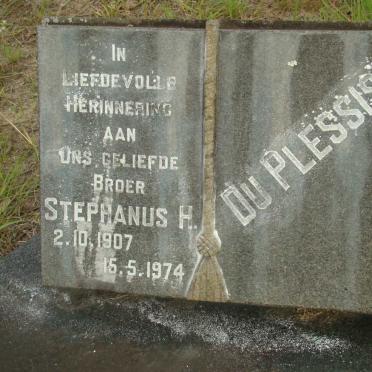 IN
LIEFDEVOLLE
HERINNERING
AAN
ONS GELIEFDE
BROER
STEPHANUS H.
2.10.1907
15.5.1974
DU PLESSIS